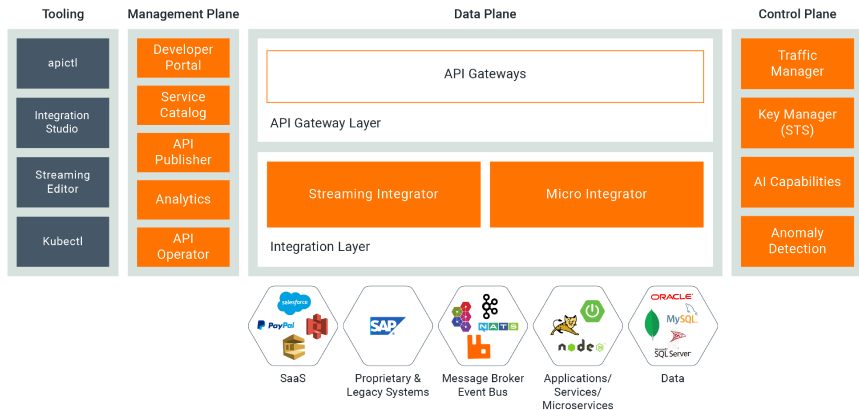 Tooling
Management Plane
Data Plane
Control Plane
apictl
Integration
Studio
Streaming
Editor
Kubectl
Developer
Portal
Service
Catalog
API
Publisher
Analytics
API
Operator
API Gateways
API Gateway Layer
Streaming Integrator
Micro Integrator
Integration Layer
Traffic
Manager
Key Manager
(STS)
AI Capabilities
Anomaly
Detection
salesforce
PayPal
SAP
NATS
node
ORACLE
MySQL
SQL Server
SaaS
Proprietary &
Legacy Systems
Message Broker
Event Bus
Applications/
Services/
Microservices
Data